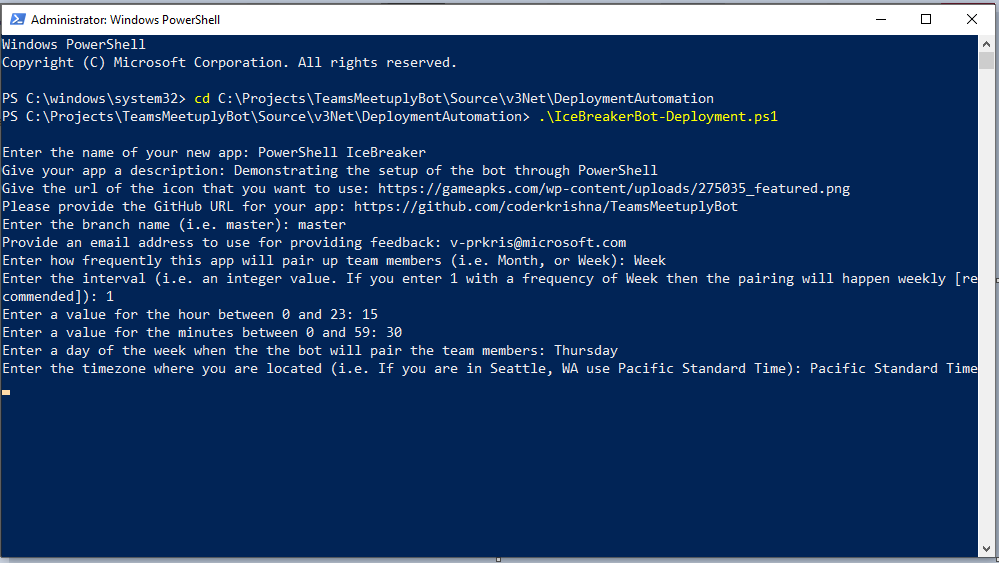 Administrator: Windows PowerShell
Windows PowerShell
Copyright (C) Microsoft Corporation. All rights reserved.
PS C:\windows\system32> cd C:\Projects\TeamsMeetuplyBot\Source\v3Net\DeploymentAutomation
PS C:\Projects\TeamsMeetuplyBot\Source\v3Net\DeploymentAutomation> .\IceBreakerBot-Deployment.ps1
Enter the name of your new app: PowerShell IceBreaker
Give your app a description: Demonstrating the setup of the bot through PowerShell
Give the url of the icon that you want to use: https://gameapks.com/wp-content/uploads/275035_featured.png
Please provide the GitHub URL for your app: https://github.com/coderkrishna/TeamsMeetuplyBot
Enter the branch name (i.e. master): master
Provide an email address to use for providing feedback: v-prkris@microsoft.com
Enter how frequently this app will pair up team members (i.e. Month, or Week): Week
Enter the interval (i.e. an integer value. If you enter 1 with a frequency of Week then the pairing will happen weekly [re
commended]): 1
Enter a value for the hour between 0 and 23: 15
Enter a value for the minutes between 0 and 59: 30
Enter a day of the week when the the bot will pair the team members: Thursday
Enter the timezone where you are located (i.e. If you are in Seattle, WA use Pacific Standard Time): Pacific Standard Time